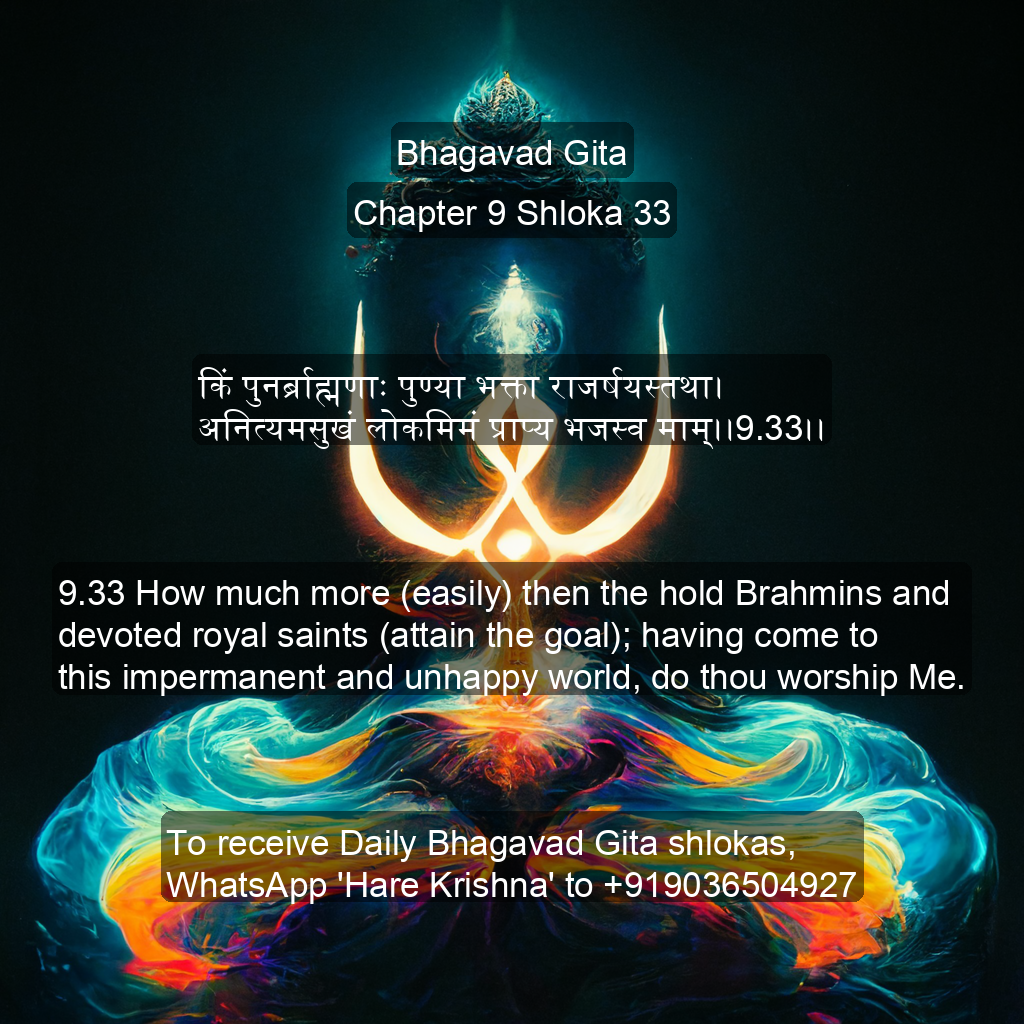 Bhagavad Gita
Chapter 9 Shloka 33
किं पुनर्ब्राह्मणाः पुण्या भक्ता राजर्षयस्तथा।
अनित्यमसुखं लोकमिमं प्राप्य भजस्व माम्।।9.33।।
9.33 How much more (easily) then the hold Brahmins and
devoted royal saints (attain the goal); having come to
this impermanent and unhappy world, do thou worship Me.
To receive Daily Bhagavad Gita shlokas,
WhatsApp 'Hare Krishna' to +919036504927